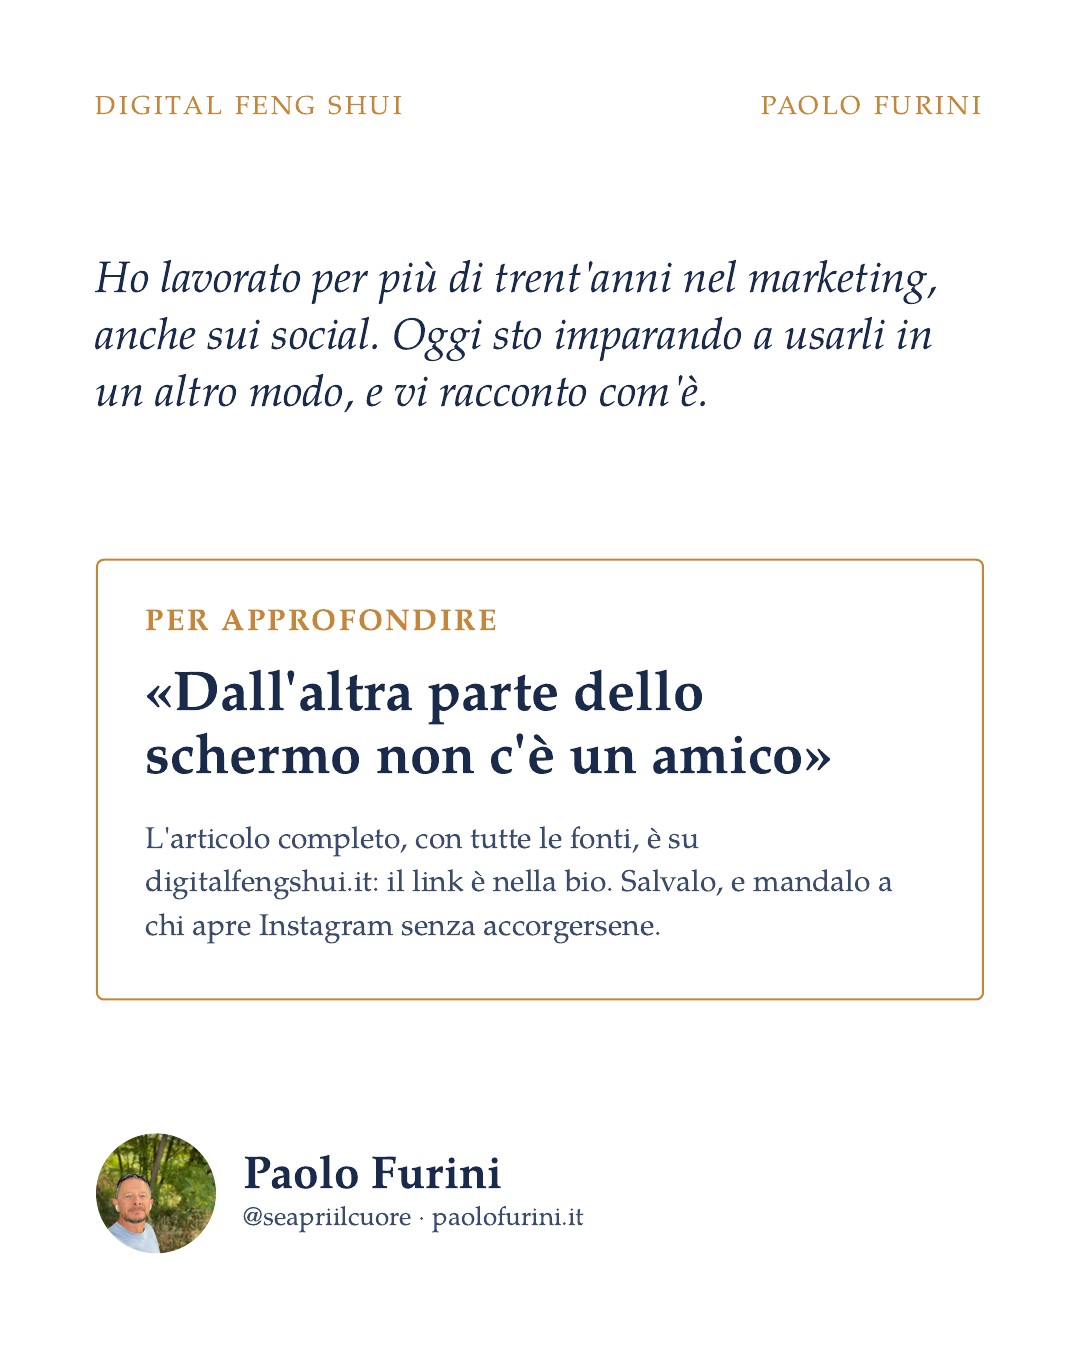 DIGITAL FENG SHUI
PAOLO FURINI
Ho lavorato per più di trent'anni nel marketing,
anche sui social. Oggi sto imparando a usarli in
un altro modo, e vi racconto com'è.
PER APPROFONDIRE
«Dall'altra parte dello
schermo non c'è un amico»
L'articolo completo, con tutte le fonti, è su
digitalfengshui.it: il link è nella bio. Salvalo, e mandalo a
chi apre Instagram senza accorgersene.
Paolo Furini
@seapriilcuore · paolofurini.it